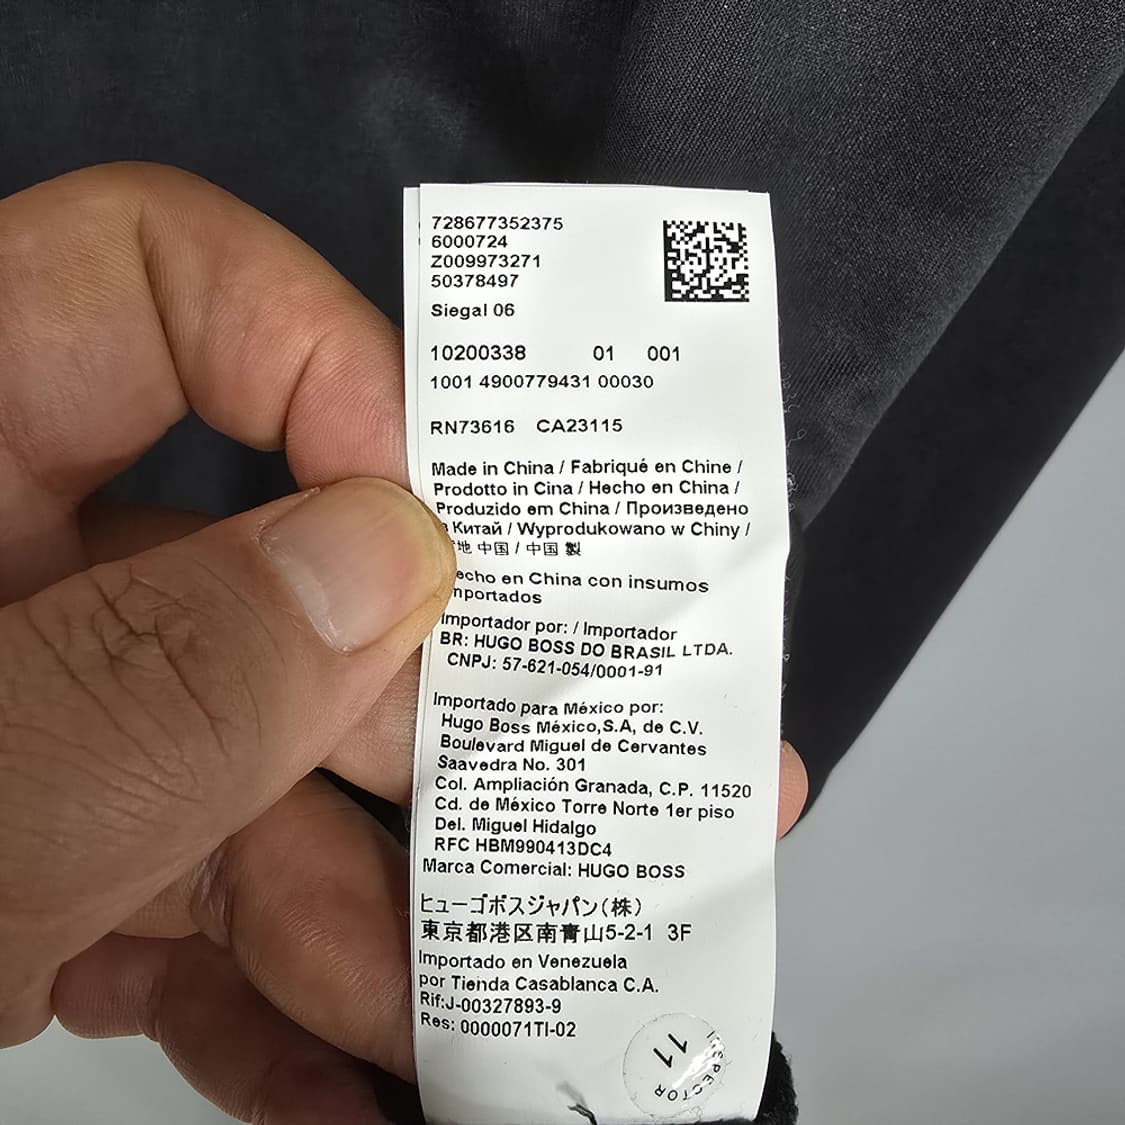 728677352375
6000724
Z009973271
50378497
Siegal 06
10200338 01 001
1001 4900779431 00030
RN73616 CA23115
Made in China / Fabriqué en Chine /
Prodotto in Cina / Hecho en China /
Produzido em China / Произведено
в Китай / Wyprodukowano w Chiny /
地 中国 / 中国 製
echo en China con insumos
mportados
Importador por: / Importador
BR: HUGO BOSS DO BRASIL LTDA.
CNPJ: 57-621-054/0001-91
Importado para México por:
Hugo Boss México,S.A, de C.V.
Boulevard Miguel de Cervantes
Saavedra No. 301
Col. Ampliación Granada, C.P. 11520
Cd. de México Torre Norte 1er piso
Del. Miguel Hidalgo
RFC HBM990413DC4
Marca Comercial: HUGO BOSS
ヒューゴボスジャパン(株)
東京都港区南青山5-2-1 3F
Importado en Venezuela
por Tienda Casablanca C.A.
Rif:J-00327893-9
Res: 0000071TI-02
11
INSPECTOR